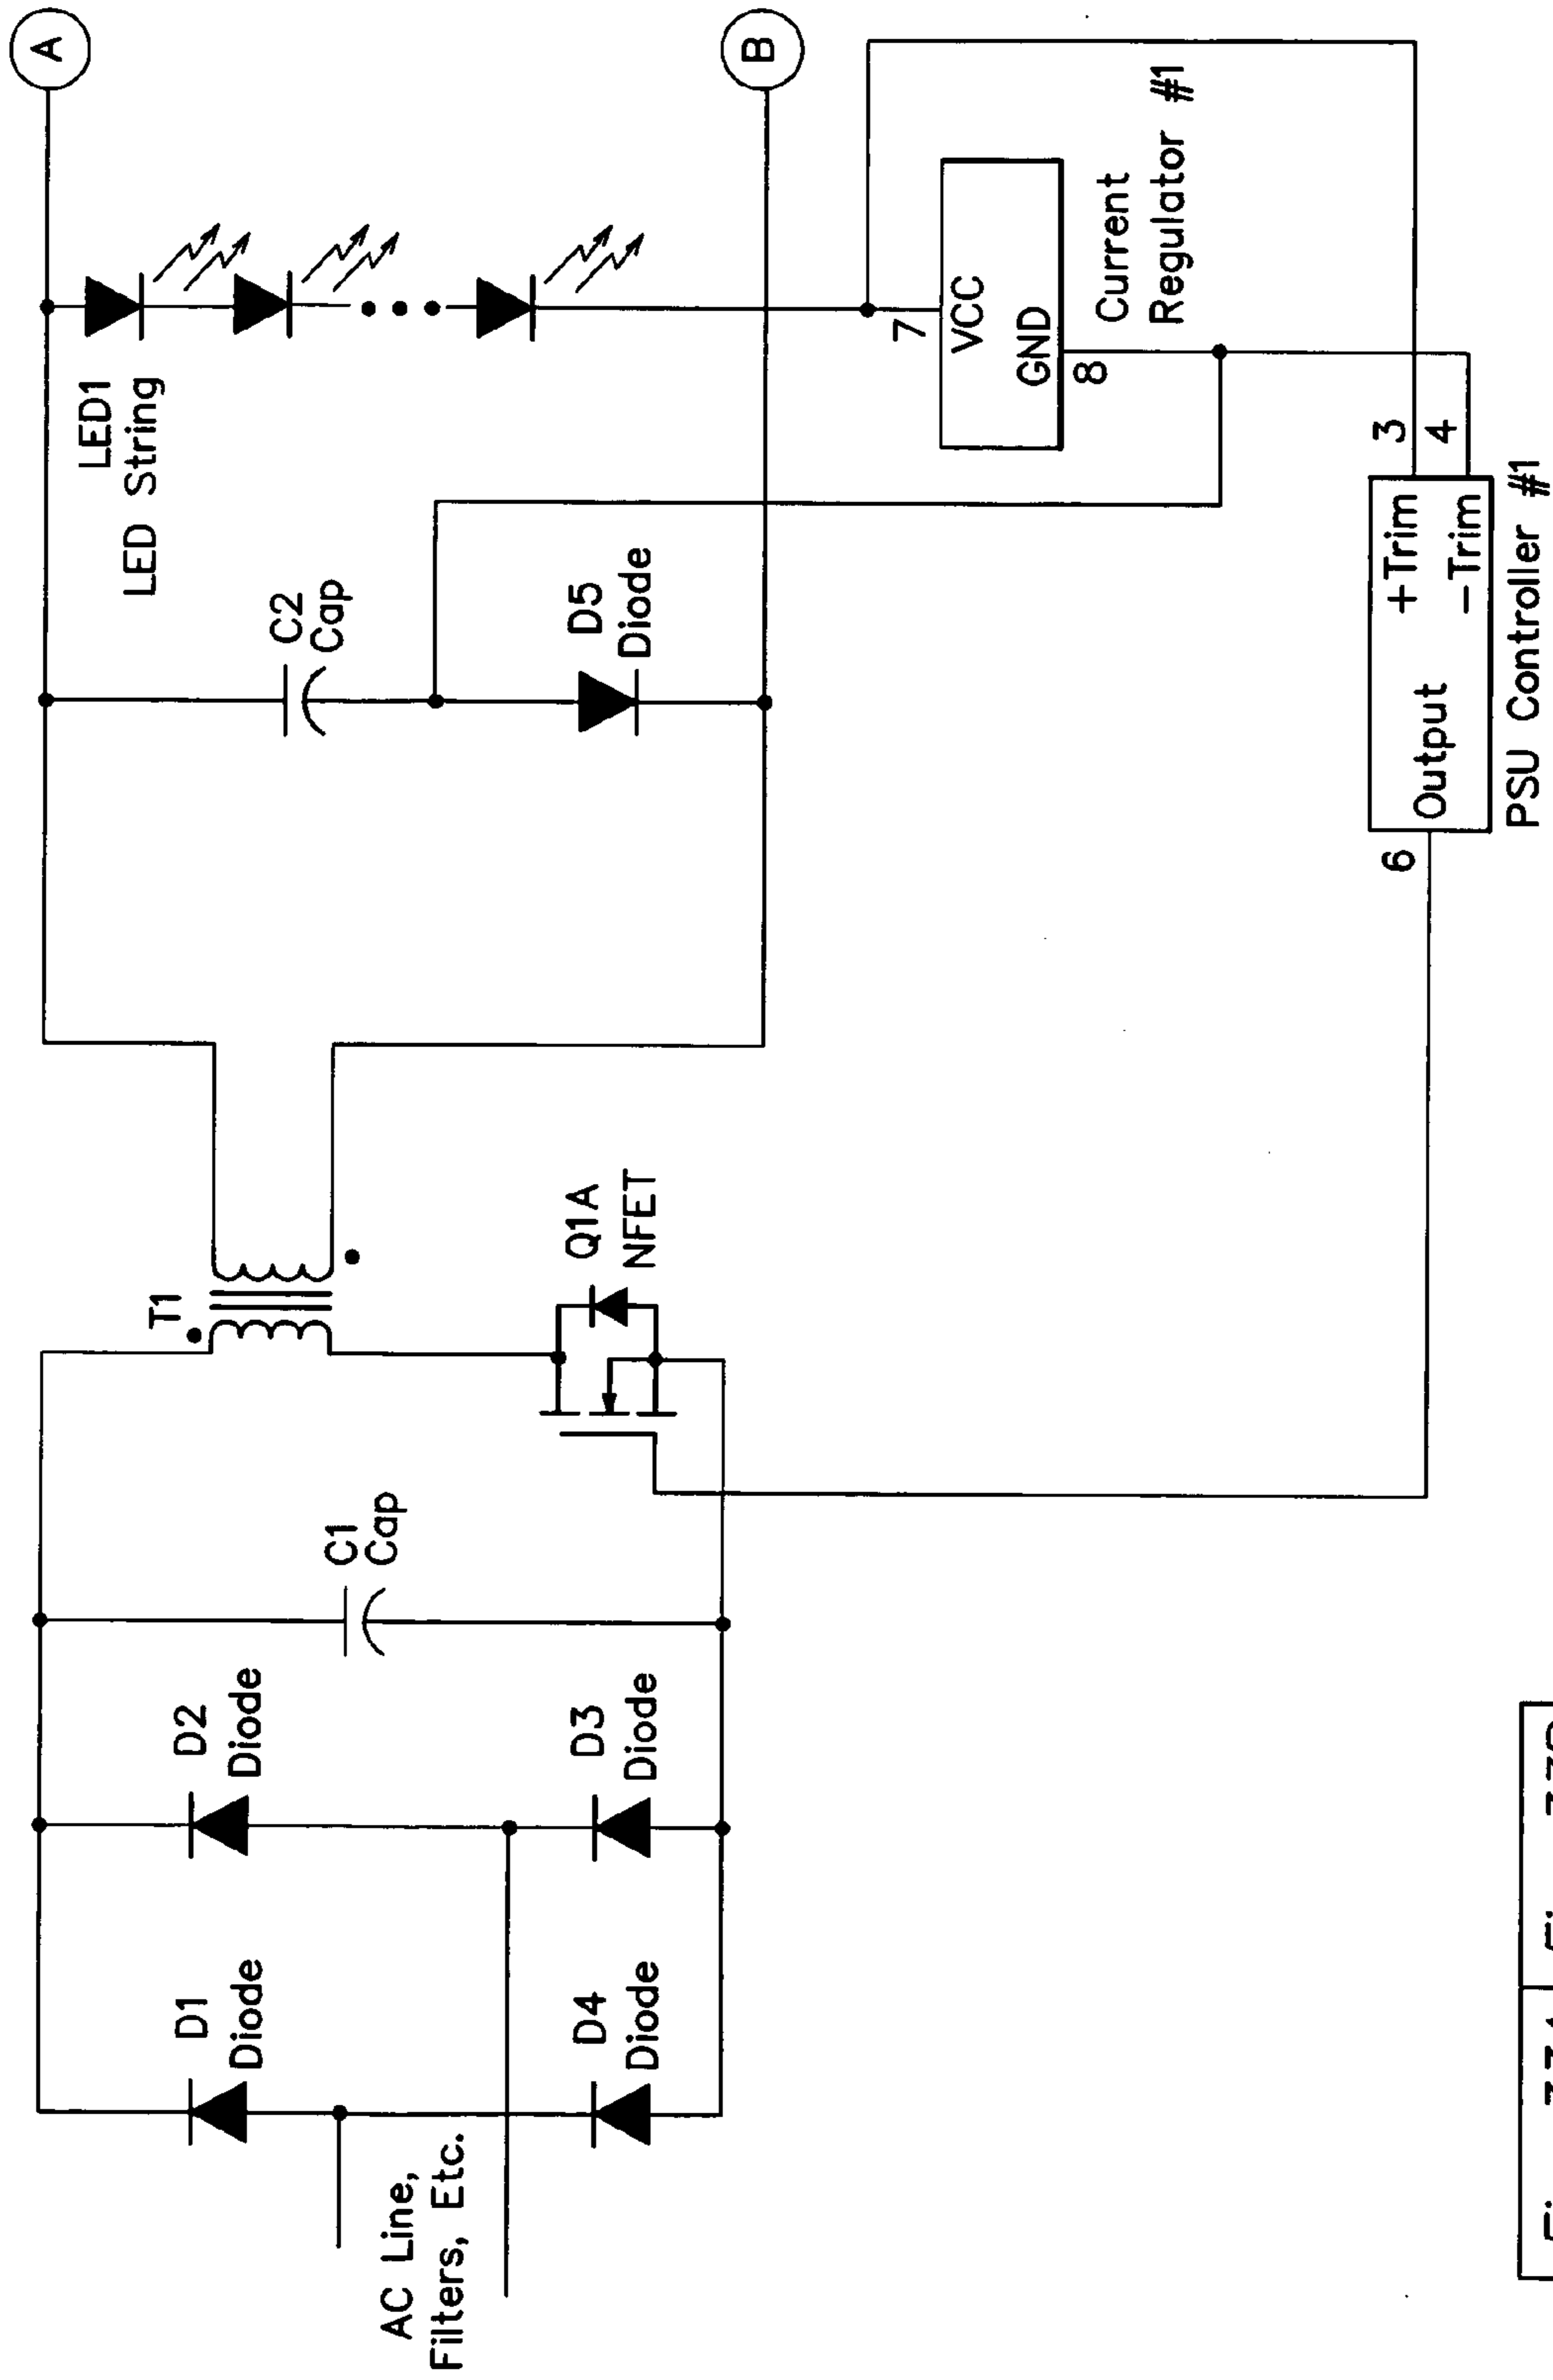 AC Line,
Filters, Etc.
D1
Diode
D4
Diode
D2
Diode
D3
Diode
C1
Cap
T1
Q1A
NFET
C2
Cap
D5
Diode
LED1
LED String
A
B
7
VCC
GND
8
Current
Regulator #1
3
4
+Trim
-Trim
Output
6
PSU Controller #1